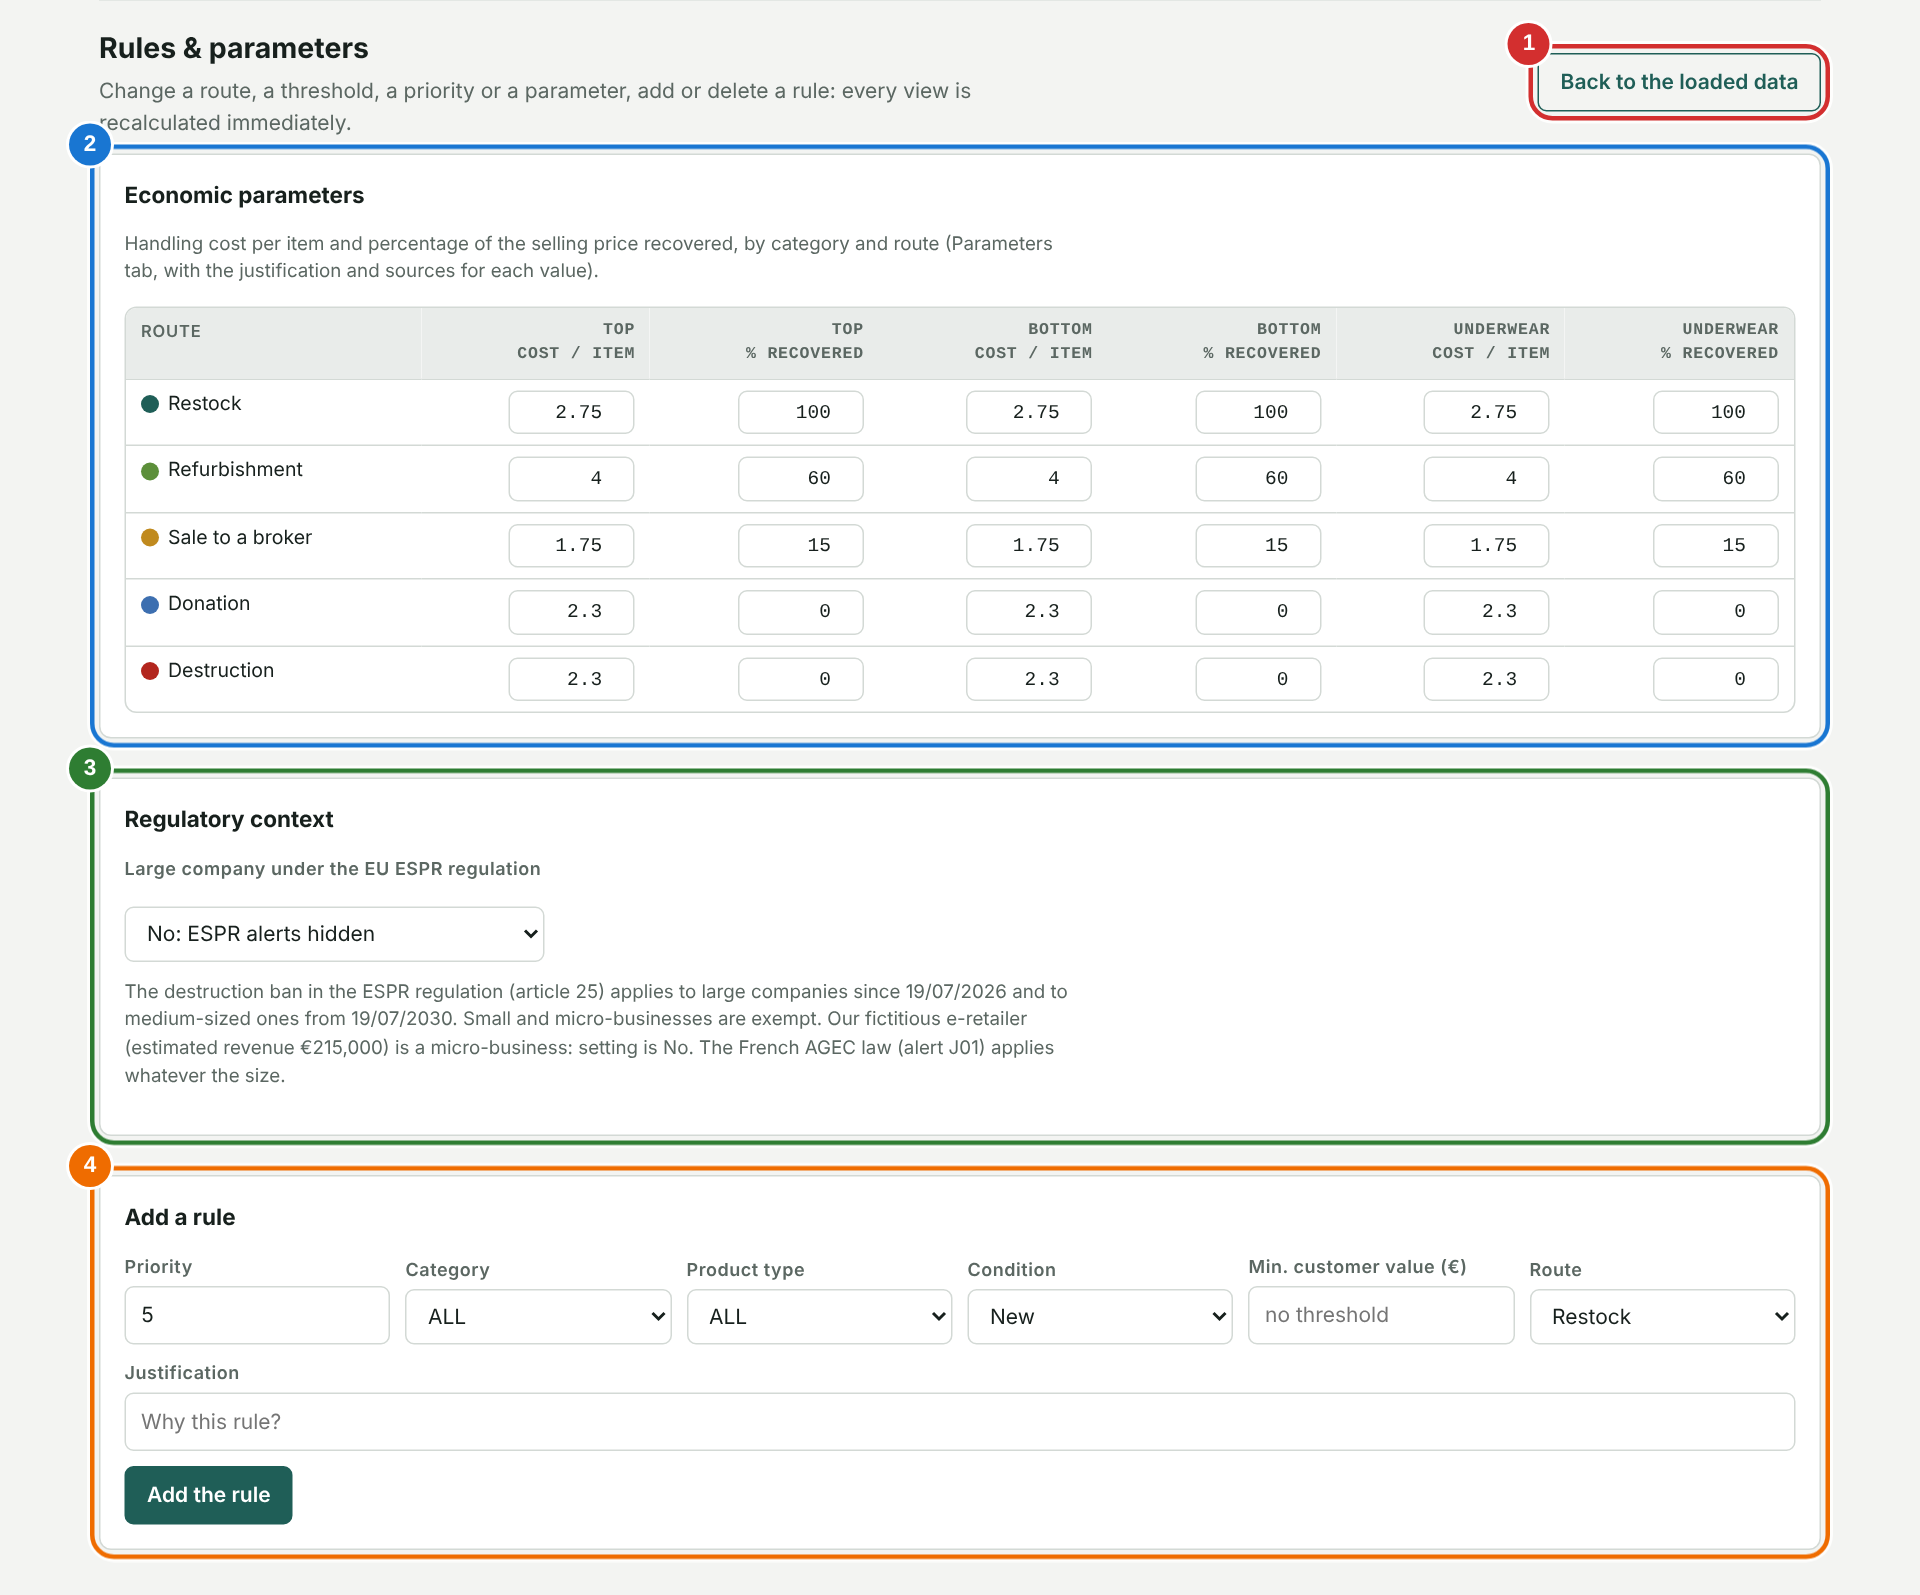 Rules & parameters
1
Back to the loaded data
Change a route, a threshold, a priority or a parameter, add or delete a rule: every view is
recalculated immediately.
2
Economic parameters
Handling cost per item and percentage of the selling price recovered, by category and route (Parameters
tab, with the justification and sources for each value).
ROUTE TOP COST / ITEM TOP % RECOVERED BOTTOM COST / ITEM BOTTOM % RECOVERED UNDERWEAR COST / ITEM UNDERWEAR % RECOVERED
Restock 2.75 100 2.75 100 2.75 100
Refurbishment 4 60 4 60 4 60
Sale to a broker 1.75 15 1.75 15 1.75 15
Donation 2.3 0 2.3 0 2.3 0
Destruction 2.3 0 2.3 0 2.3 0
3
Regulatory context
Large company under the EU ESPR regulation
No: ESPR alerts hidden
The destruction ban in the ESPR regulation (article 25) applies to large companies since 19/07/2026 and to
medium-sized ones from 19/07/2030. Small and micro-businesses are exempt. Our fictitious e-retailer
(estimated revenue €215,000) is a micro-business: setting is No. The French AGEC law (alert J01) applies
whatever the size.
4
Add a rule
Priority Category Product type Condition Min. customer value (€) Route
5 ALL ALL New no threshold Restock
Justification
Why this rule?
Add the rule